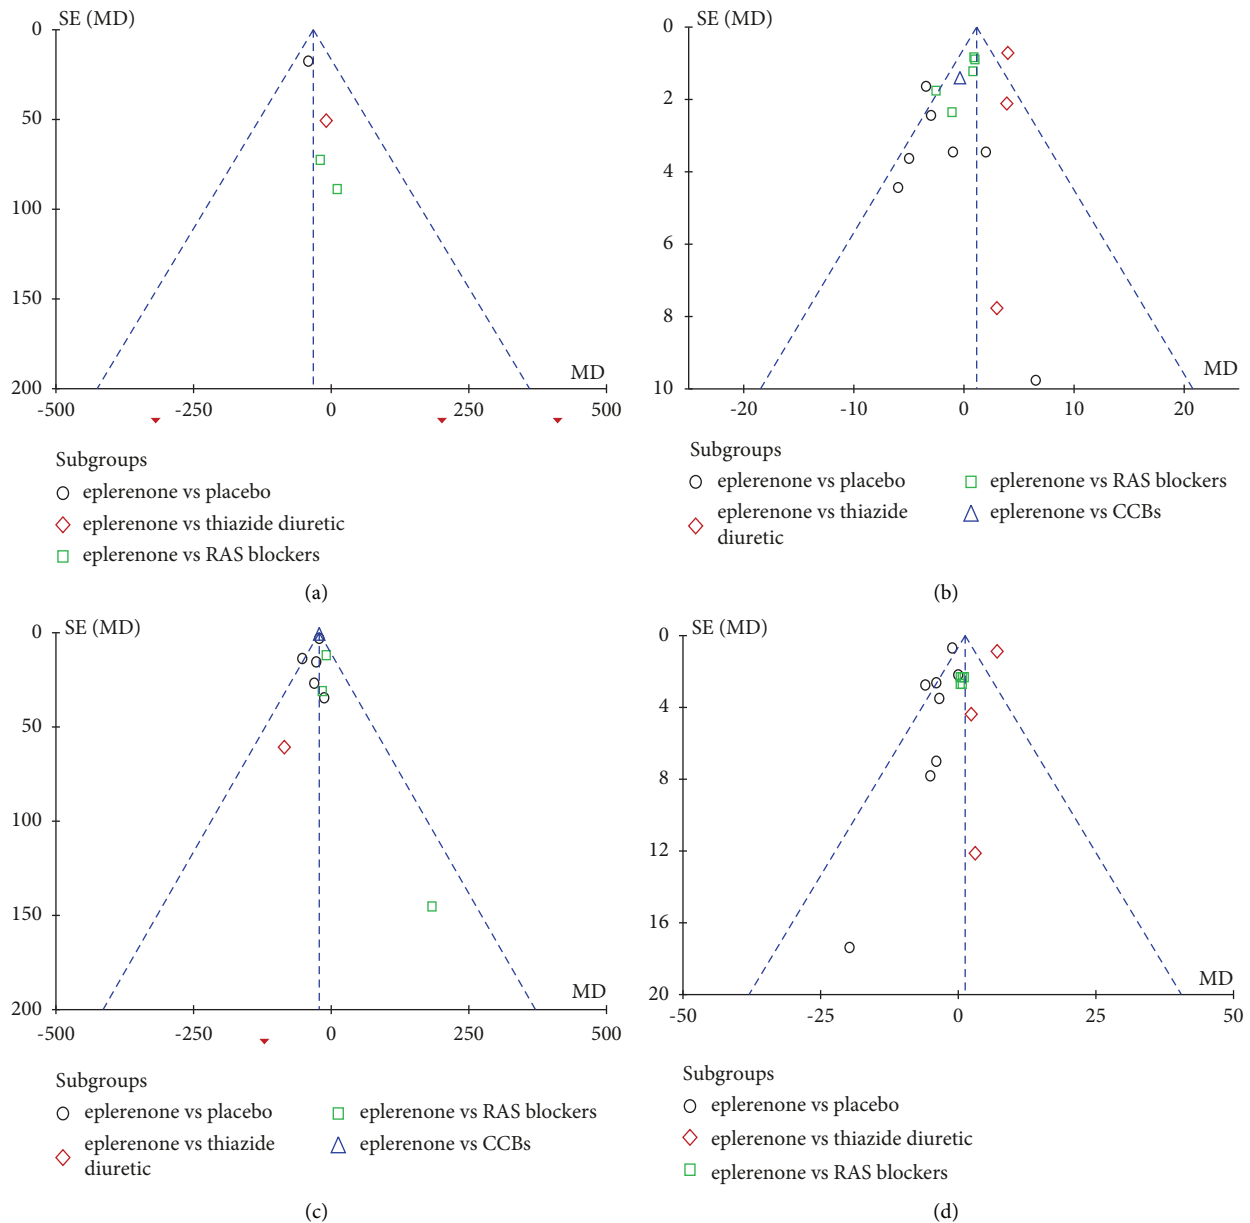 SE (MD)
0
50
100
150
200
MD
-500
-250
0
250
500
Subgroups
eplerenone vs placebo
eplerenone vs thiazide diuretic
eplerenone vs RAS blockers
(a)
SE (MD)
0
2
4
6
8
10
MD
-20
-10
0
10
20
Subgroups
eplerenone vs placebo
eplerenone vs thiazide
diuretic
eplerenone vs RAS blockers
eplerenone vs CCBs
(b)
SE (MD)
0
50
100
150
200
MD
-500
-250
0
250
500
Subgroups
eplerenone vs placebo
eplerenone vs thiazide
diuretic
eplerenone vs RAS blockers
eplerenone vs CCBs
(c)
SE (MD)
0
4
8
12
16
20
MD
-50
-25
0
25
50
Subgroups
eplerenone vs placebo
eplerenone vs thiazide diuretic
eplerenone vs RAS blockers
(d)